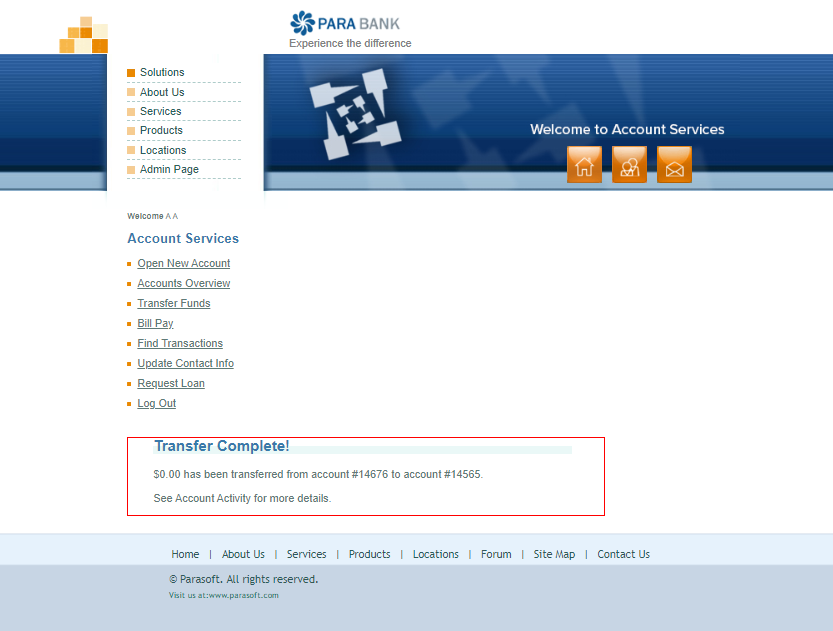 PARA BANK
Experience the difference
Solutions
About Us
Services
Products
Locations
Admin Page
Welcome to Account Services
Welcome A A
Account Services
Open New Account
Accounts Overview
Transfer Funds
Bill Pay
Find Transactions
Update Contact Info
Request Loan
Log Out
Transfer Complete!
$0.00 has been transferred from account #14676 to account #14565.
See Account Activity for more details.
Home | About Us | Services | Products | Locations | Forum | Site Map | Contact Us
© Parasoft. All rights reserved.
Visit us at:www.parasoft.com